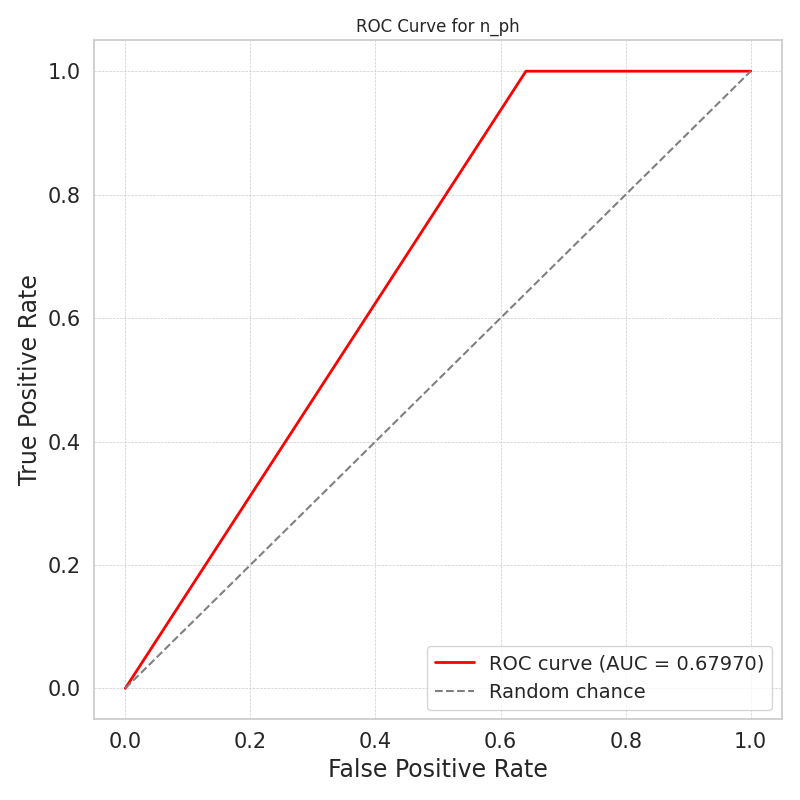 ROC Curve for n_ph
1.0
0.8
0.6
0.4
0.2
0.0
True Positive Rate
ROC curve (AUC = 0.67970)
Random chance
0.0 0.2 0.4 0.6 0.8 1.0
False Positive Rate